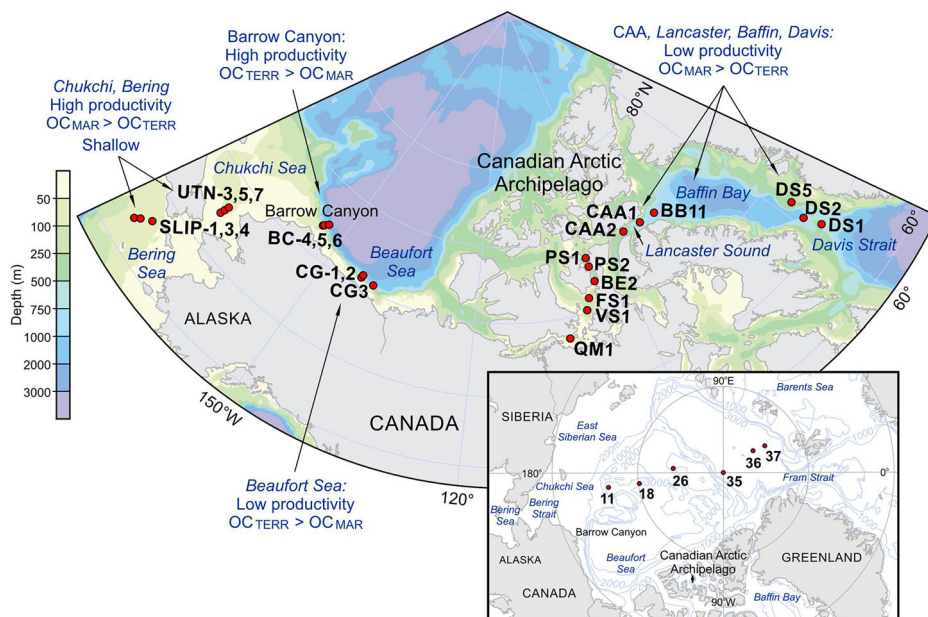 Barrow Canyon:
High productivity
OCTERR > OCMAR
CAA, Lancaster, Baffin, Davis:
Low productivity
OCMAR > OCTERR
Chukchi, Bering
High productivity
OCMAR > OCTERR
Shallow
80°N
Chukchi Sea
Canadian Arctic
Archipelago
Baffin Bay
DS5
DS2
DS1
60°
Davis Strait
60°
UTN-3,5,7
Barrow Canyon
SLIP-1,3,4
BC-4,5,6
Bering
Sea
Beaufort
Sea
CAA1
BB11
CAA2
Lancaster Sound
PS1
PS2
BE2
FS1
VS1
QM1
CG-1,2
CG3
ALASKA
CANADA
150°W
120°
Depth (m)
50
100
250
500
750
1000
2000
3000
Beaufort Sea:
Low productivity
OCTERR > OCMAR
90°E
Barents Sea
SIBERIA
East
Siberian Sea
2000
200m
1000
37
36
180°
0°
Chukchi Sea
26
35
Fram Strait
11
18
Bering
Sea
Bering
Strait
Barrow Canyon
ALASKA
Beaufort
Sea
Canadian Arctic
Archipelago
GREENLAND
CANADA
90°W
Baffin Bay